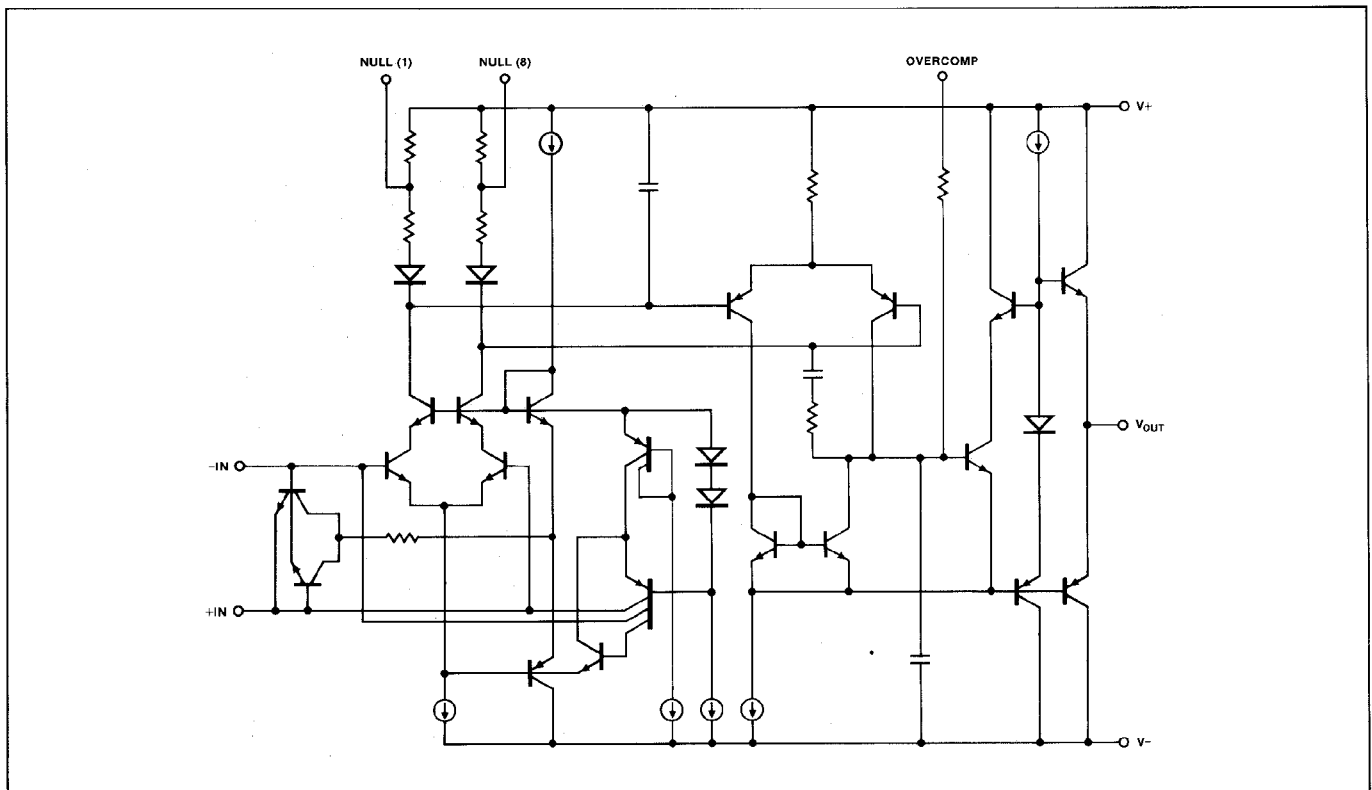 NULL (1)
NULL (8)
OVERCOMP
V+
VOUT
-IN
+IN
V-